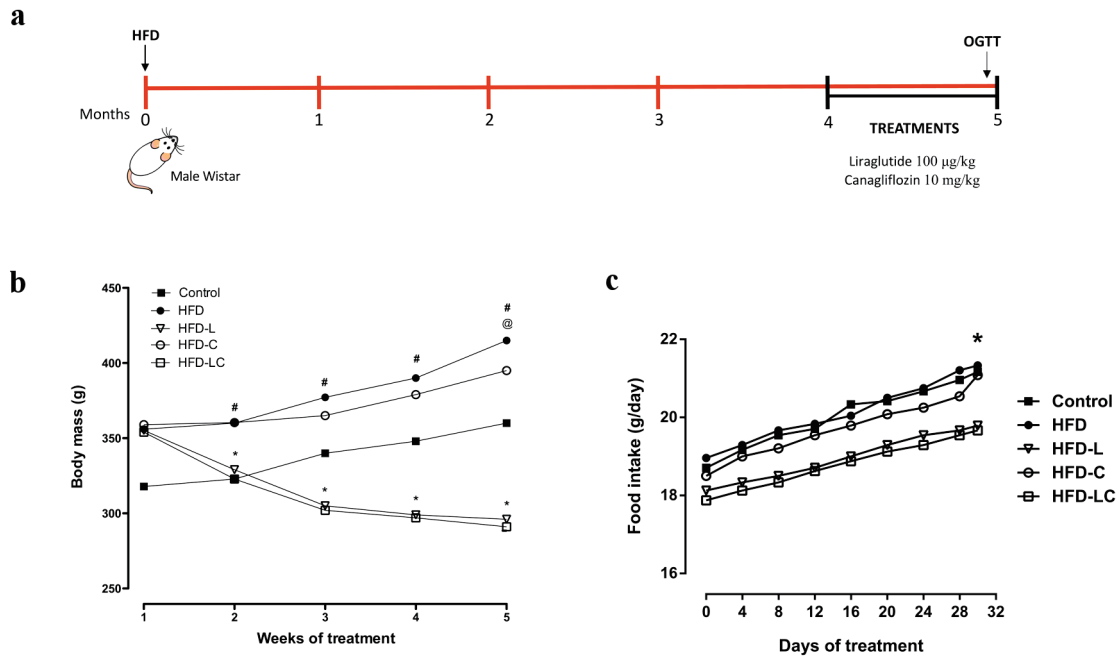 a
HFD
OGTT
Months
0
1
2
3
4
5
TREATMENTS
Male Wistar
Liraglutide 100 μg/kg
Canagliflozin 10 mg/kg
b
450
400
350
300
250
Body mass (g)
Control
HFD
HFD-L
HFD-C
HFD-LC
#
@
#
#
#
*
*
*
*
1
2
3
4
5
Weeks of treatment
c
22
20
18
16
Food intake (g/day)
*
0
4
8
12
16
20
24
28
32
Days of treatment
Control
HFD
HFD-L
HFD-C
HFD-LC